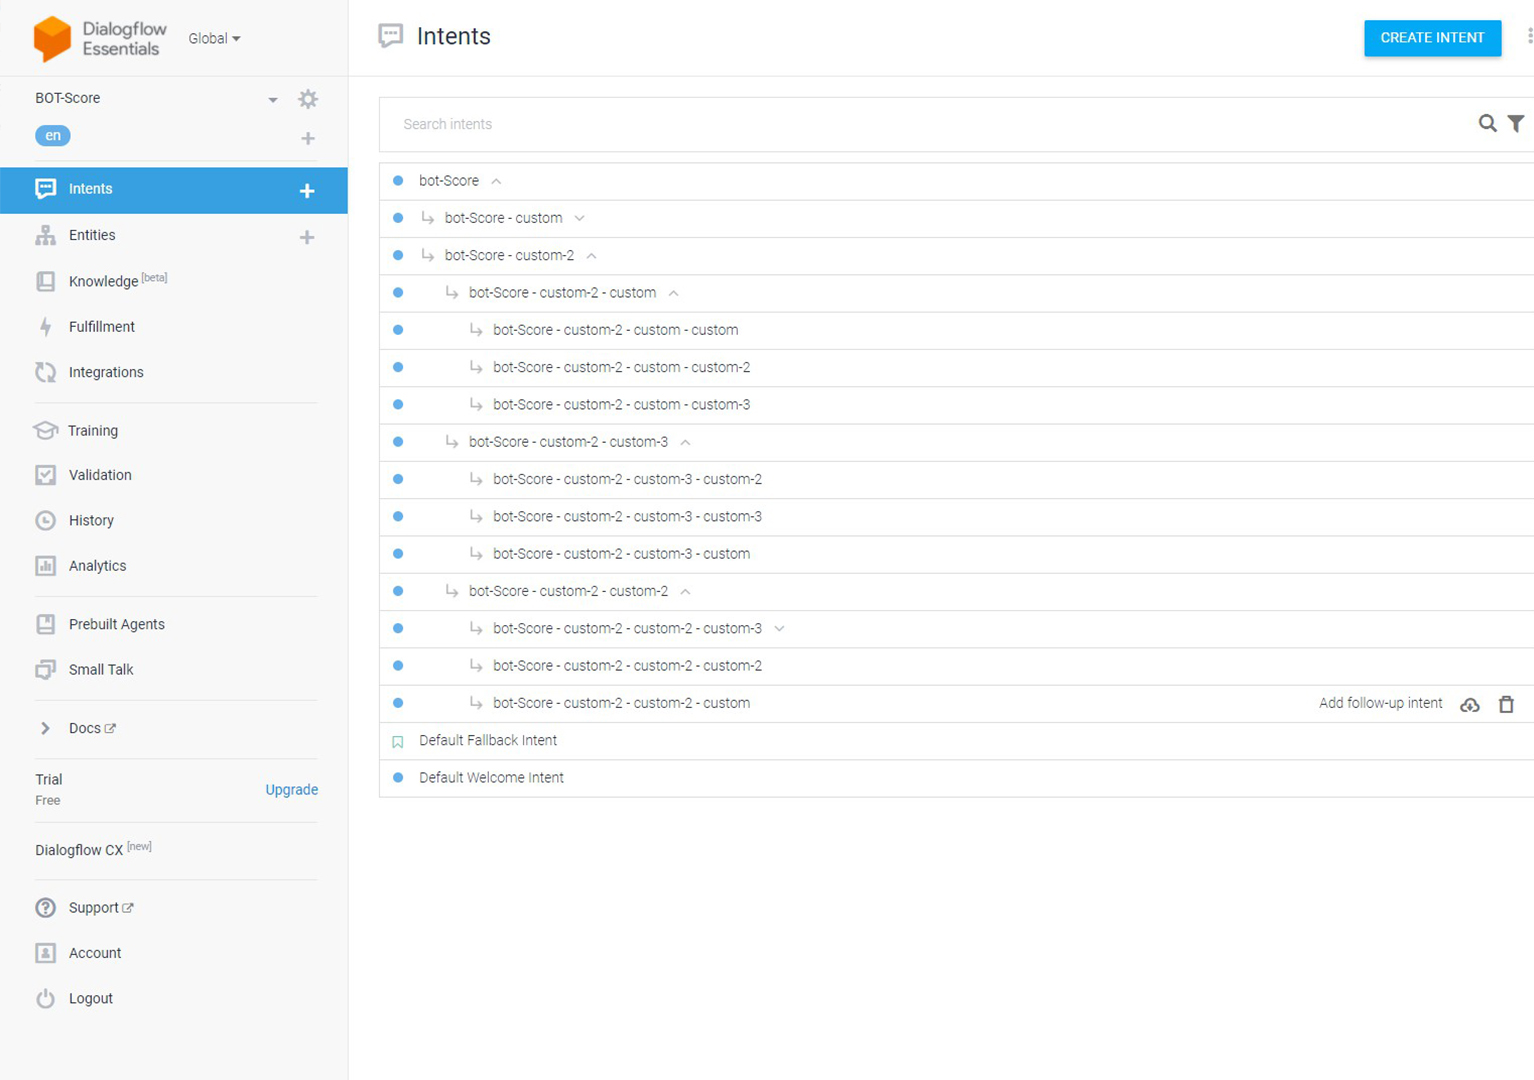 Dialogflow
Essentials
Global
Intents
CREATE INTENT
BOT-Score
en
Search intents
Intents
Entities
Knowledge [beta]
Fulfillment
Integrations
Training
Validation
History
Analytics
Prebuilt Agents
Small Talk
Docs
Trial
Free
Upgrade
Dialogflow CX [new]
Support
Account
Logout
bot-Score
bot-Score - custom
bot-Score - custom-2
bot-Score - custom-2 - custom
bot-Score - custom-2 - custom - custom
bot-Score - custom-2 - custom - custom-2
bot-Score - custom-2 - custom - custom-3
bot-Score - custom-2 - custom-3
bot-Score - custom-2 - custom-3 - custom-2
bot-Score - custom-2 - custom-3 - custom-3
bot-Score - custom-2 - custom-3 - custom
bot-Score - custom-2 - custom-2
bot-Score - custom-2 - custom-2 - custom-3
bot-Score - custom-2 - custom-2 - custom-2
bot-Score - custom-2 - custom-2 - custom
Add follow-up intent
Default Fallback Intent
Default Welcome Intent